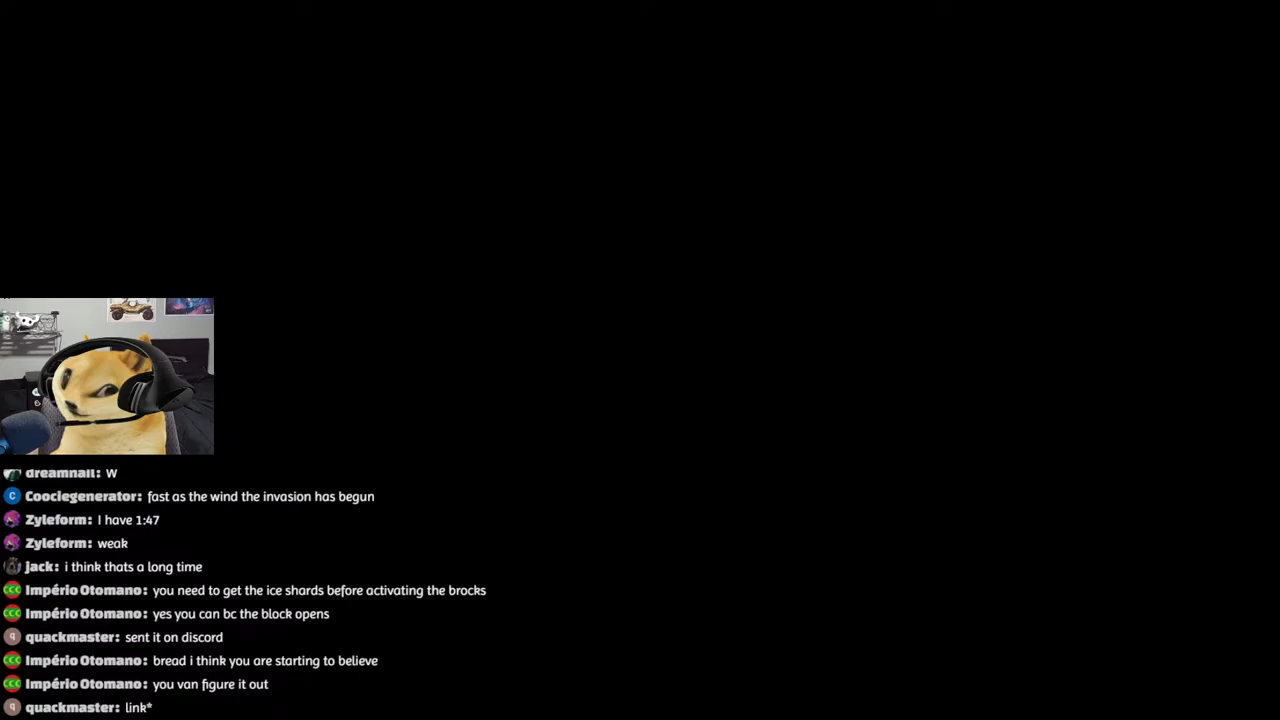 dreamnail: W
Coociegenerator: fast as the wind the invasion has begun
Zyleform: I have 1:47
Zyleform: weak
jack: i think thats a long time
Império Otomano: you need to get the ice shards before activating the brocks
Império Otomano: yes you can bc the block opens
quackmaster: sent it on discord
Império Otomano: bread i think you are starting to believe
Império Otomano: you van figure it out
quackmaster: link*